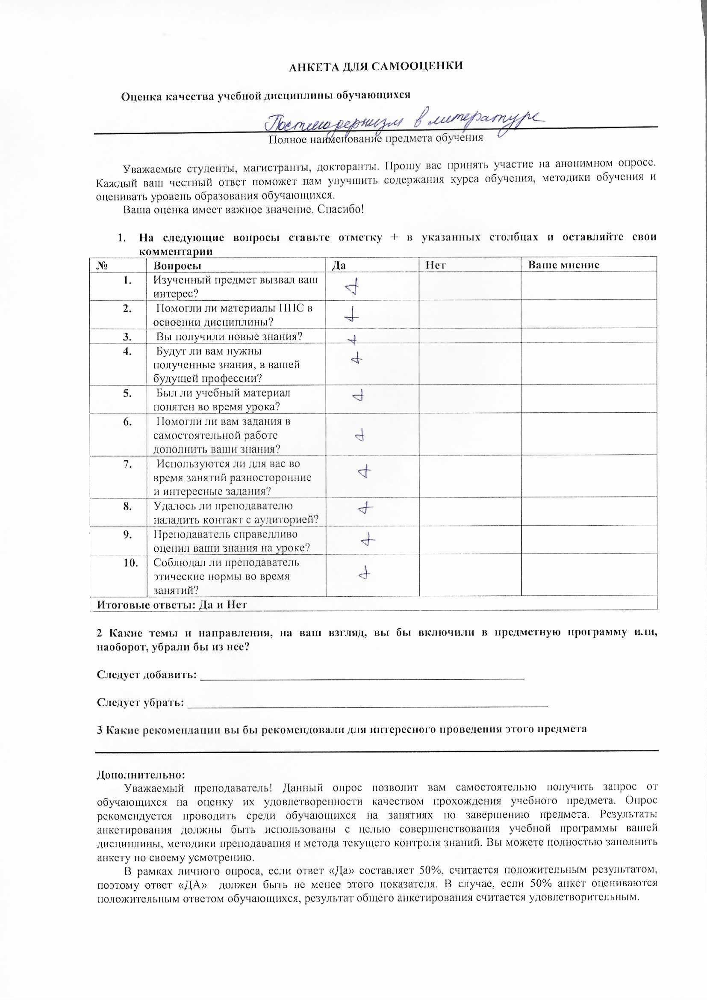 АНКЕТА ДЛЯ САМООЦЕНКИ
Оценка качества учебной дисциплины обучающихся
Постмодернизм в литературе
Полное наименование предмета обучения
Уважаемые студенты, магистранты, докторанты. Прошу вас принять участие на анонимном опросе.
Каждый ваш честный ответ поможет нам улучшить содержания курса обучения, методики обучения и
оценивать уровень образования обучающихся.
Ваша оценка имеет важное значение. Спасибо!
1. На следующие вопросы ставьте отметку + в указанных столбцах и оставляйте свои
комментарии
№ Вопросы Да Нет Ваше мнение
1. Изученный предмет вызвал ваш +
интерес?
2. Помогли ли материалы ППС в +
освоении дисциплины?
3. Вы получили новые знания? +
4. Будут ли вам нужны +
полученные знания, в вашей
будущей профессии?
5. Был ли учебный материал +
понятен во время урока?
6. Помогли ли вам задания в +
самостоятельной работе
дополнить ваши знания?
7. Используются ли для вас во +
время занятий разносторонние
и интересные задания?
8. Удалось ли преподавателю +
наладить контакт с аудиторией?
9. Преподаватель справедливо +
оценил ваши знания на уроке?
10. Соблюдал ли преподаватель +
этические нормы во время
занятий?
Итоговые ответы: Да и Нет
2 Какие темы и направления, на ваш взгляд, вы бы включили в предметную программу или,
наоборот, убрали бы из нее?
Следует добавить:
Следует убрать:
3 Какие рекомендации вы бы рекомендовали для интересного проведения этого предмета
Дополнительно:
Уважаемый преподаватель! Данный опрос позволит вам самостоятельно получить запрос от
обучающихся на оценку их удовлетворенности качеством прохождения учебного предмета. Опрос
рекомендуется проводить среди обучающихся на занятиях по завершению предмета. Результаты
анкетирования должны быть использованы с целью совершенствования учебной программы вашей
дисциплины, методики преподавания и метода текущего контроля знаний. Вы можете полностью заполнить
анкету по своему усмотрению.
В рамках личного опроса, если ответ «Да» составляет 50%, считается положительным результатом,
поэтому ответ «ДА» должен быть не менее этого показателя. В случае, если 50% анкет оцениваются
положительным ответом обучающихся, результат общего анкетирования считается удовлетворительным.